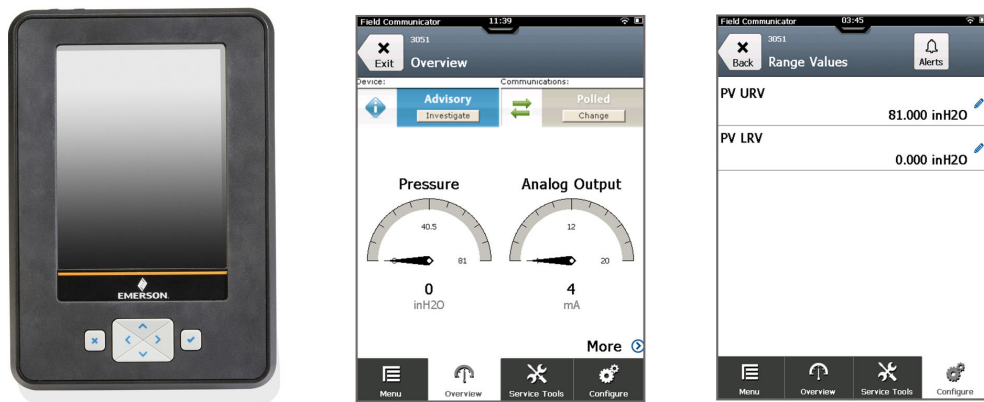 EMERSON
Field Communicator 11:39
3051
Exit Overview
Device: Communications:
Advisory Polled
Investigate Change
Pressure Analog Output
40.5 12
0 81 20
0 4
inH2O mA
More
Menu Overview Service Tools Configure
Field Communicator 03:45
3051
Back Range Values Alerts
PV URV
81.000 inH2O
PV LRV
0.000 inH2O
Menu Overview Service Tools Configure